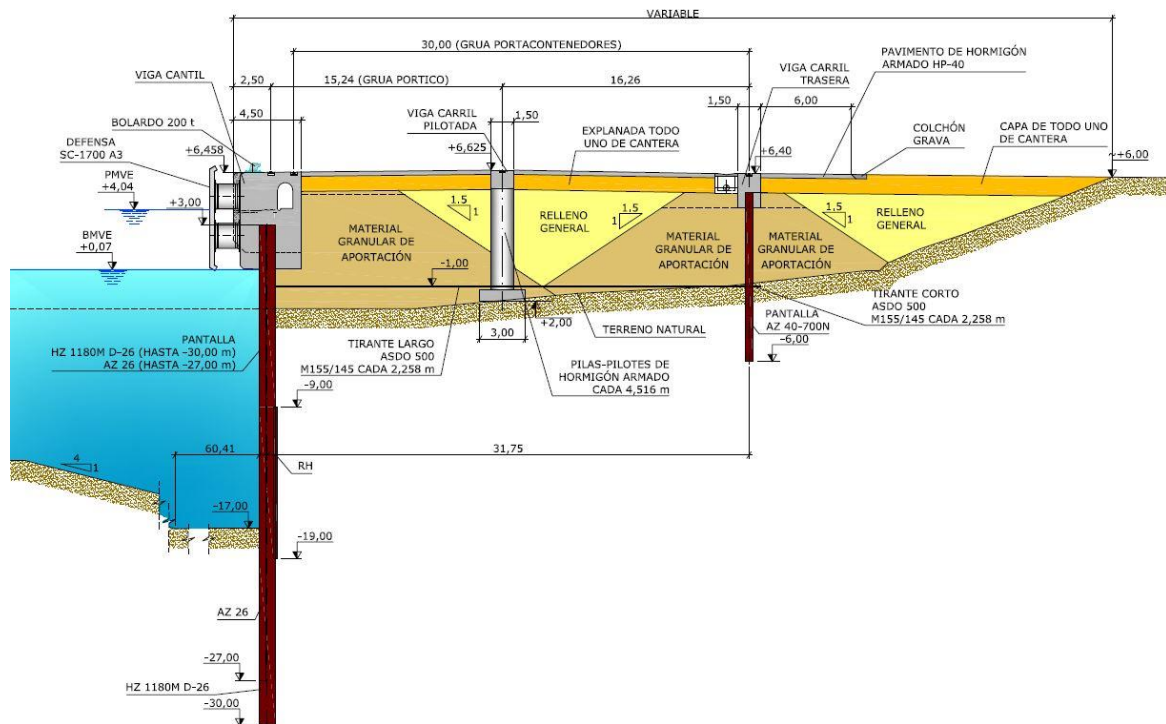 VARIABLE
30,00 (GRUA PORTACONTENEDORES)
PAVIMENTO DE HORMIGÓN
ARMADO HP-40
VIGA CANTIL
2,50
15,24 (GRUA PORTICO)
16,26
VIGA CARRIL
TRASERA
4,50
VIGA CARRIL
PILOTADA
1,50
1,50
6,00
BOLARDO 200 t
EXPLANADA TODO
UNO DE CANTERA
COLCHÓN
GRAVA
CAPA DE TODO UNO
DE CANTERA
DEFENSA
SC-1700 A3
+6,458
+6,625
+6,40
+6,00
PMVE
+4,04
+3,00
1.5
1
1.5
1
1.5
1
RELLENO
GENERAL
RELLENO
GENERAL
MATERIAL
GRANULAR DE
APORTACIÓN
MATERIAL
GRANULAR DE
APORTACIÓN
MATERIAL
GRANULAR DE
APORTACIÓN
BMVE
+0,07
-1,00
TIRANTE CORTO
ASDO 500
M155/145 CADA 2,258 m
+2,00
3,00
TERRENO NATURAL
PANTALLA
AZ 40-700N
-6,00
PANTALLA
HZ 1180M D-26 (HASTA -30,00 m)
AZ 26 (HASTA -27,00 m)
TIRANTE LARGO
ASDO 500
M155/145 CADA 2,258 m
PILAS-PILOTES DE
HORMIGÓN ARMADO
CADA 4,516 m
-9,00
60,41
31,75
RH
4
1
-17,00
-19,00
AZ 26
-27,00
HZ 1180M D-26
-30,00